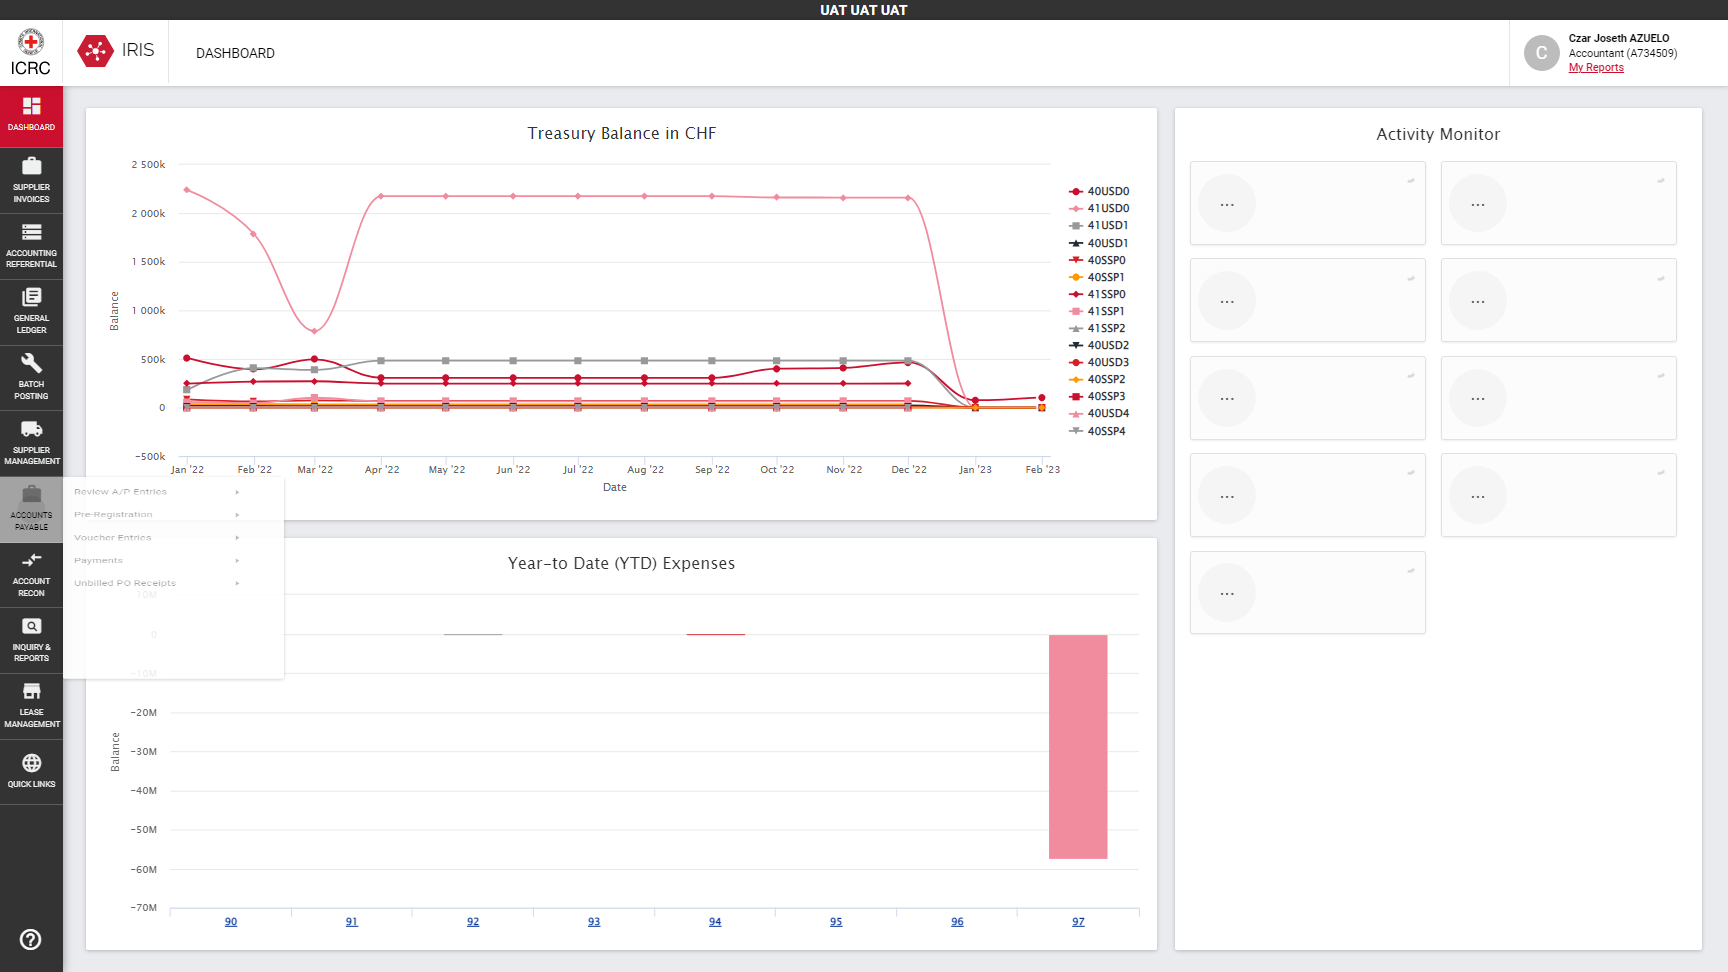 UAT UAT UAT
ICRC
IRIS
DASHBOARD
C
Czar Joseth AZUELO
Accountant (A734509)
My Reports
DASHBOARD
SUPPLIER
INVOICES
ACCOUNTING
REFERENTIAL
GENERAL
LEDGER
BATCH
POSTING
SUPPLIER
MANAGEMENT
ACCOUNTS
PAYABLE
ACCOUNT
RECON
INQUIRY &
REPORTS
LEASE
MANAGEMENT
QUICK LINKS
Review A/P Entries
Pre-Registration
Voucher Entries
Payments
Unbilled PO Receipts
Treasury Balance in CHF
Balance
2 500k
2 000k
1 500k
1 000k
500k
0
−500k
Jan '22 Feb '22 Mar '22 Apr '22 May '22 Jun '22 Jul '22 Aug '22 Sep '22 Oct '22 Nov '22 Dec '22 Jan '23 Feb '23
Date
40USD0
41USD0
41USD1
40USD1
40SSP0
40SSP1
41SSP0
41SSP1
41SSP2
40USD2
40USD3
40SSP2
40SSP3
40USD4
40SSP4
Year-to Date (YTD) Expenses
Balance
10M
0
−10M
−20M
−30M
−40M
−50M
−60M
−70M
90 91 92 93 94 95 96 97
Activity Monitor
... ...
... ...
... ...
... ...
...